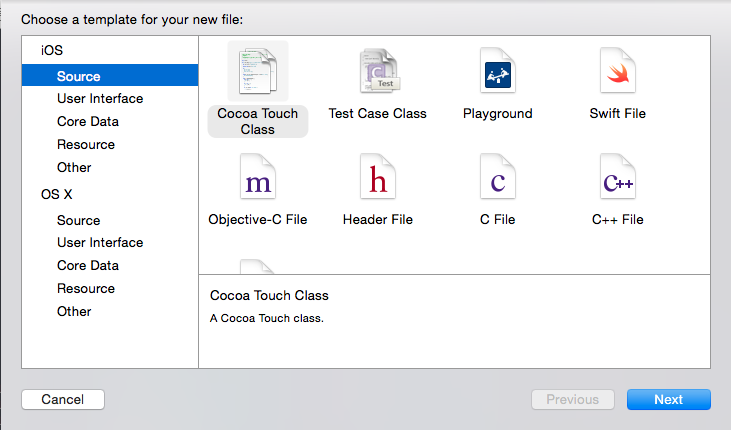 Choose a template for your new file:
iOS
Source
User Interface
Core Data
Resource
Other
OS X
Source
User Interface
Core Data
Resource
Other
Cocoa Touch
Class
Test
Test Case Class
Playground
Swift File
m
Objective-C File
h
Header File
c
C File
C++
C++ File
Cocoa Touch Class
A Cocoa Touch class.
Cancel
Previous
Next